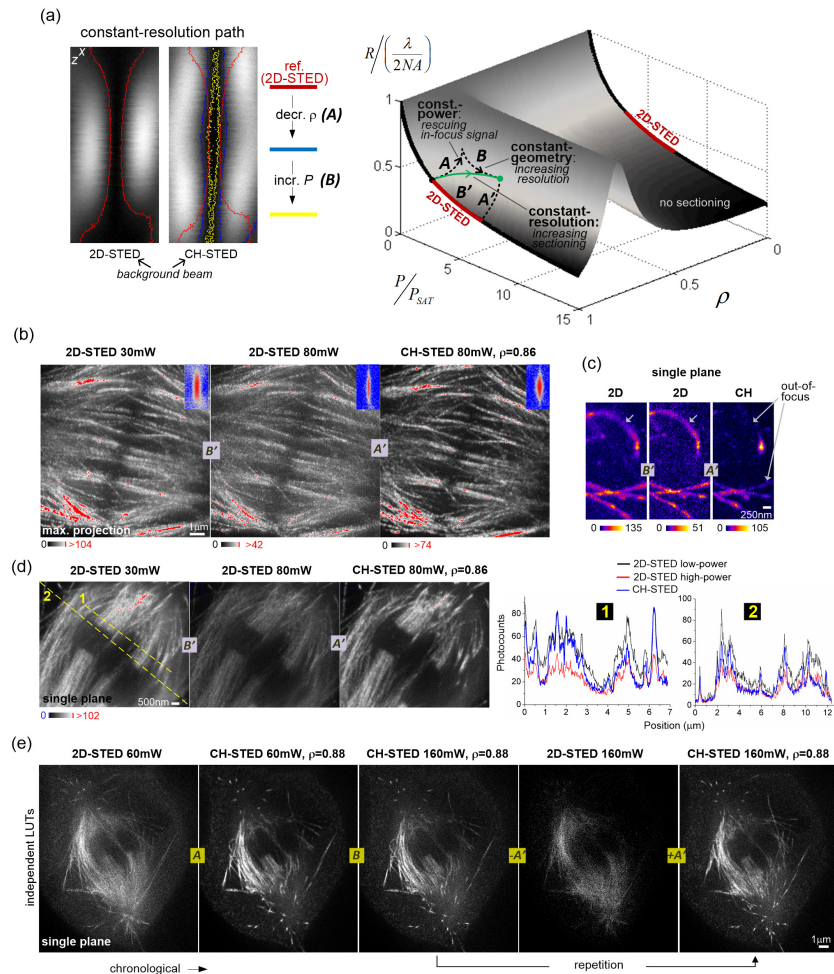 (a)
constant-resolution path
z x
2D-STED
CH-STED
background beam
ref.
(2D-STED)
decr. ρ (A)
incr. P (B)
R/(λ/2NA)
1
0.5
0
const.-
power:
rescuing
in-focus signal
A
B
constant-
geometry:
increasing
resolution
B′
A′
2D-STED
constant-
resolution:
increasing
sectioning
2D-STED
no sectioning
0
5
10
15
P/P_SAT
1
0.5
0
ρ
(b)
2D-STED 30mW
2D-STED 80mW
CH-STED 80mW, ρ=0.86
B′
A′
max. projection
1μm
0 >104
0 >42
0 >74
(c)
single plane
2D
2D
CH
out-of-
focus
B′
A′
250nm
0 135
0 51
0 105
(d)
2D-STED 30mW
2D-STED 80mW
CH-STED 80mW, ρ=0.86
2
1
B′
A′
single plane
500nm
0 >102
2D-STED low-power
2D-STED high-power
CH-STED
Photocounts
80
60
40
20
0
1
0 1 2 3 4 5 6 7
100
80
60
40
20
0
2
0 2 4 6 8 10 12
Position (μm)
(e)
2D-STED 60mW
CH-STED 60mW, ρ=0.88
CH-STED 160mW, ρ=0.88
2D-STED 160mW
CH-STED 160mW, ρ=0.88
independent LUTs
A
B
-A′
+A′
single plane
1μm
chronological
repetition